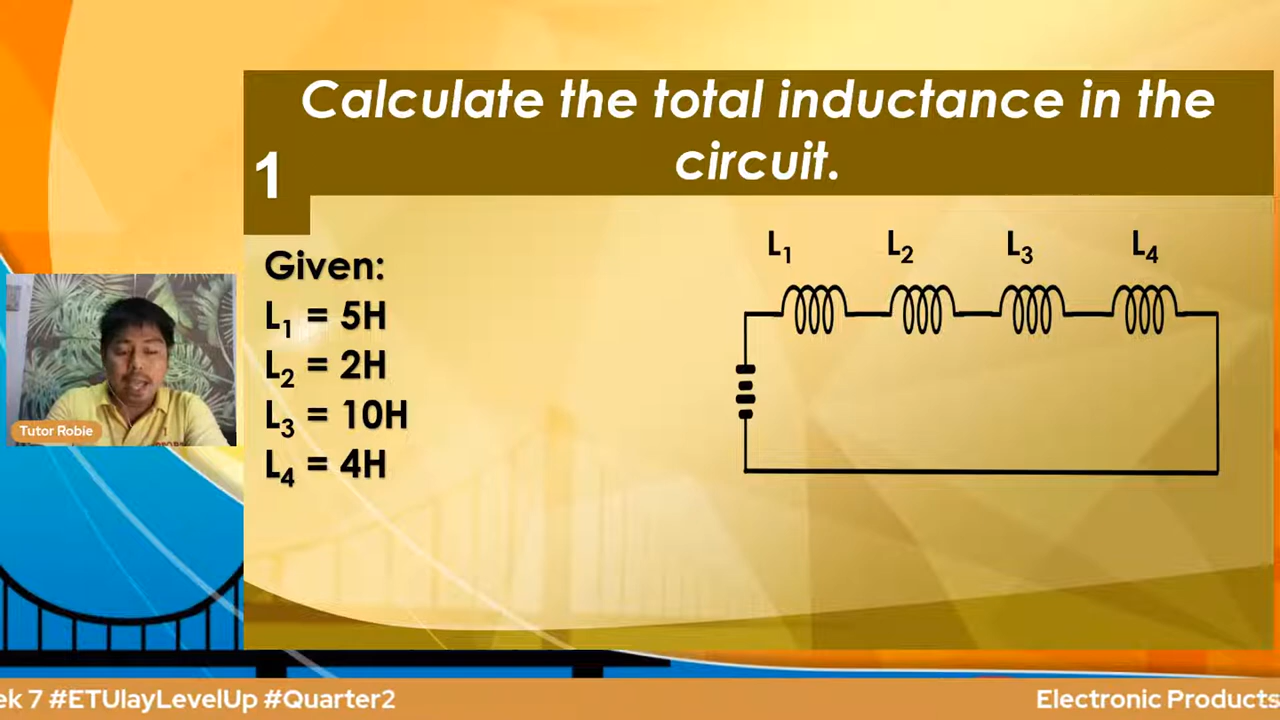 Calculate the total inductance in the
circuit.
1
Given:
L₁ = 5H
L₂ = 2H
L₃ = 10H
L₄ = 4H
L₁ L₂ L₃ L₄
Tutor Robie
ek 7 #ETUlayLevelUp #Quarter2
Electronic Products